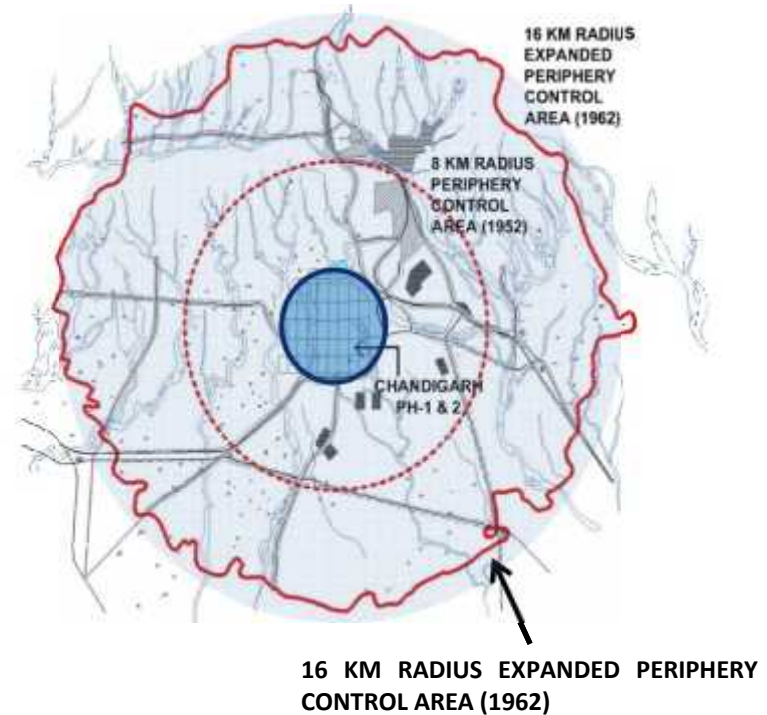 16 KM RADIUS
EXPANDED
PERIPHERY
CONTROL
AREA (1962)
8 KM RADIUS
PERIPHERY
CONTROL
AREA (1952)
CHANDIGARH
PH-1 & 2
16 KM RADIUS EXPANDED PERIPHERY
CONTROL AREA (1962)